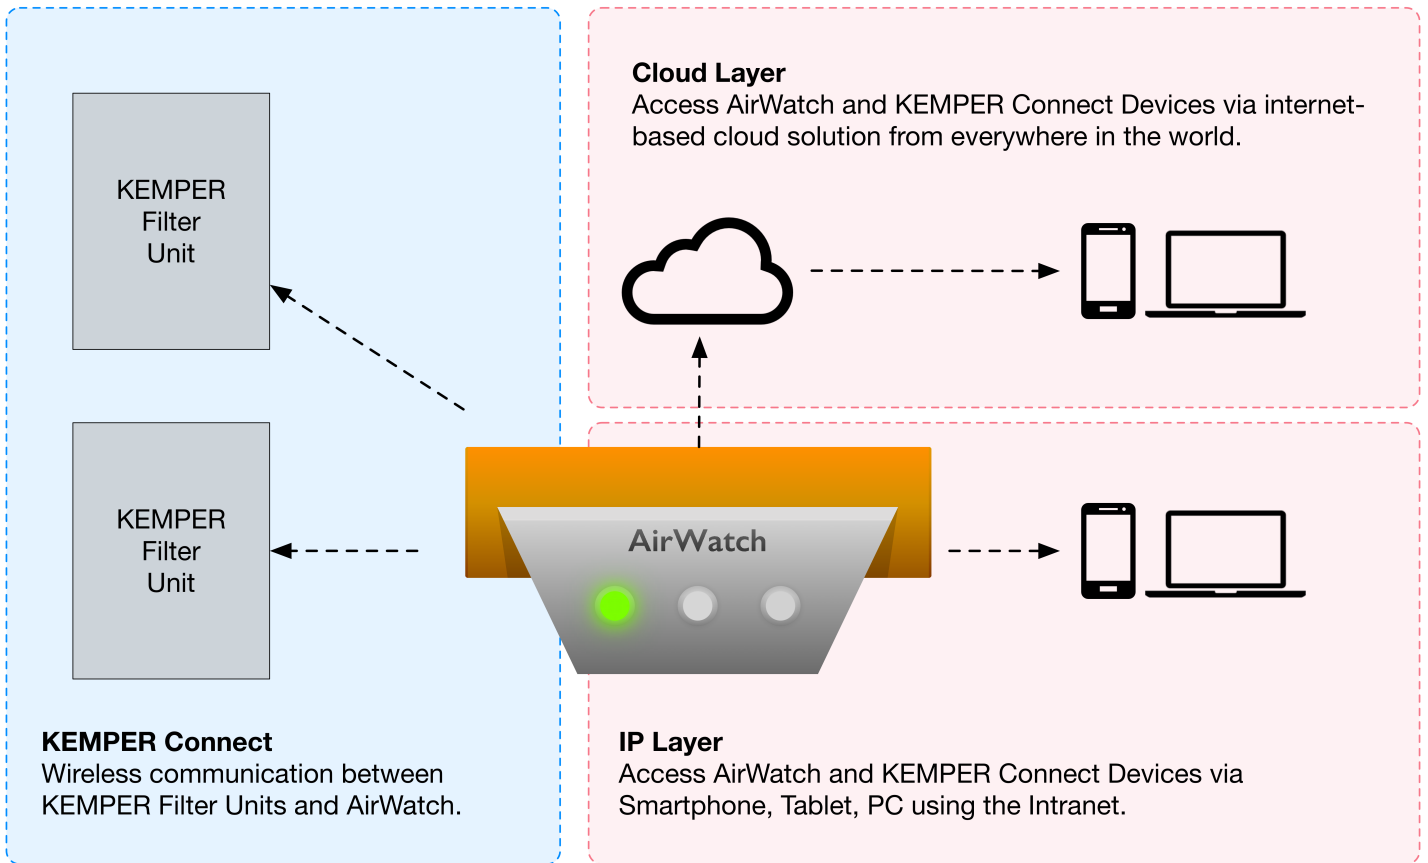 KEMPER
Filter
Unit
KEMPER
Filter
Unit
KEMPER Connect
Wireless communication between
KEMPER Filter Units and AirWatch.
Cloud Layer
Access AirWatch and KEMPER Connect Devices via internet-
based cloud solution from everywhere in the world.
AirWatch
IP Layer
Access AirWatch and KEMPER Connect Devices via
Smartphone, Tablet, PC using the Intranet.